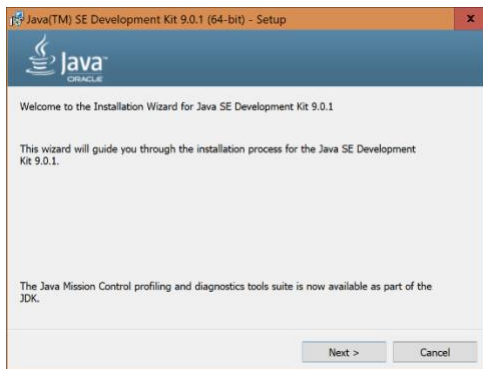 Java(TM) SE Development Kit 9.0.1 (64-bit) - Setup
x
Java™
ORACLE
Welcome to the Installation Wizard for Java SE Development Kit 9.0.1
This wizard will guide you through the installation process for the Java SE Development
Kit 9.0.1.
The Java Mission Control profiling and diagnostics tools suite is now available as part of the
JDK.
Next >
Cancel